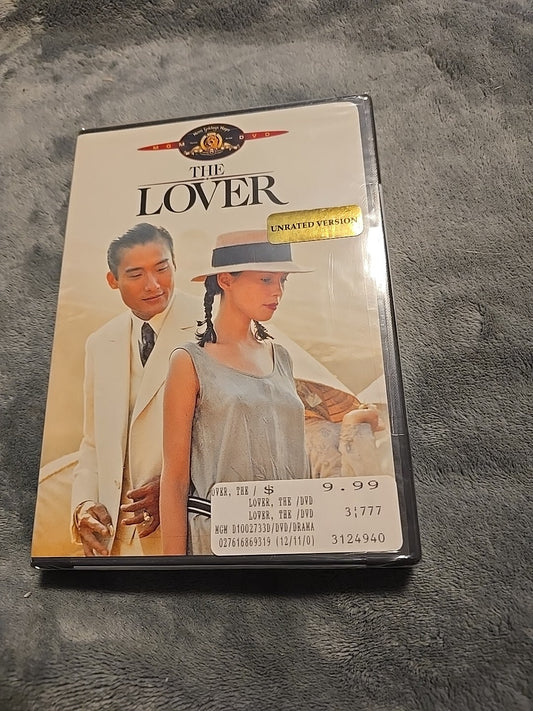 MGM DVD
THE
LOVER
UNRATED VERSION
OVER, THE / $ 9.99
LOVER, THE /DVD
LOVER, THE /DVD 3;777
MGM D1002733D/DVD/DRAMA
027616869319 (12/11/0) 3124940